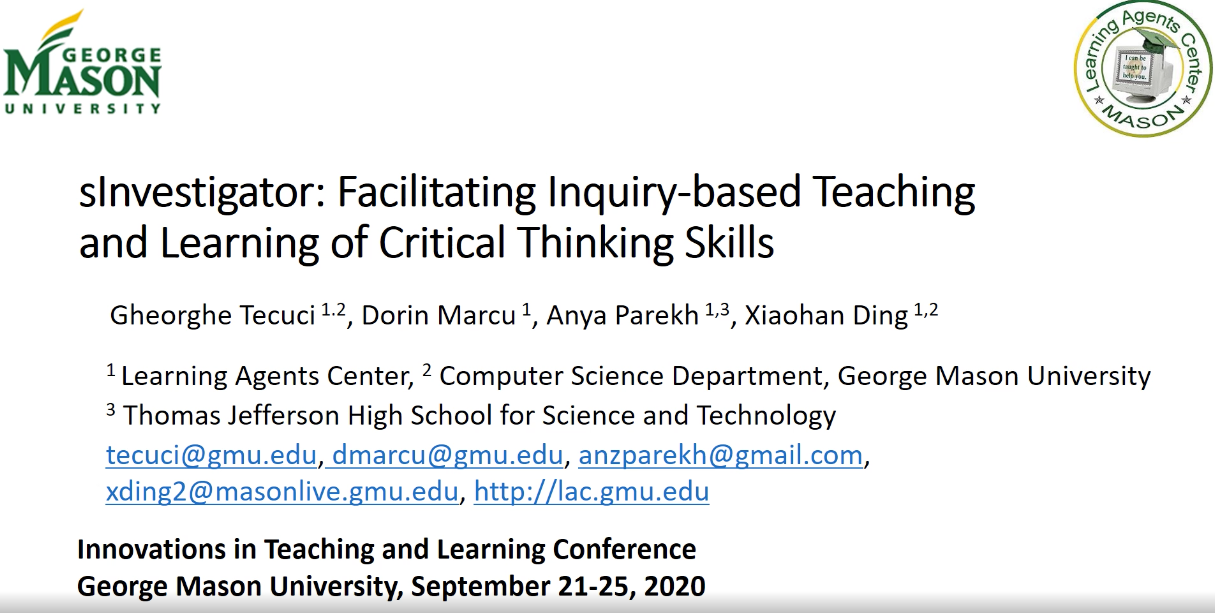 GEORGE
MASON
UNIVERSITY
Learning Agents Center
MASON
I can be
taught to
help you.
sInvestigator: Facilitating Inquiry-based Teaching
and Learning of Critical Thinking Skills
Gheorghe Tecuci 1.2, Dorin Marcu 1, Anya Parekh 1,3, Xiaohan Ding 1,2
1 Learning Agents Center, 2 Computer Science Department, George Mason University
3 Thomas Jefferson High School for Science and Technology
tecuci@gmu.edu, dmarcu@gmu.edu, anzparekh@gmail.com,
xding2@masonlive.gmu.edu, http://lac.gmu.edu
Innovations in Teaching and Learning Conference
George Mason University, September 21-25, 2020